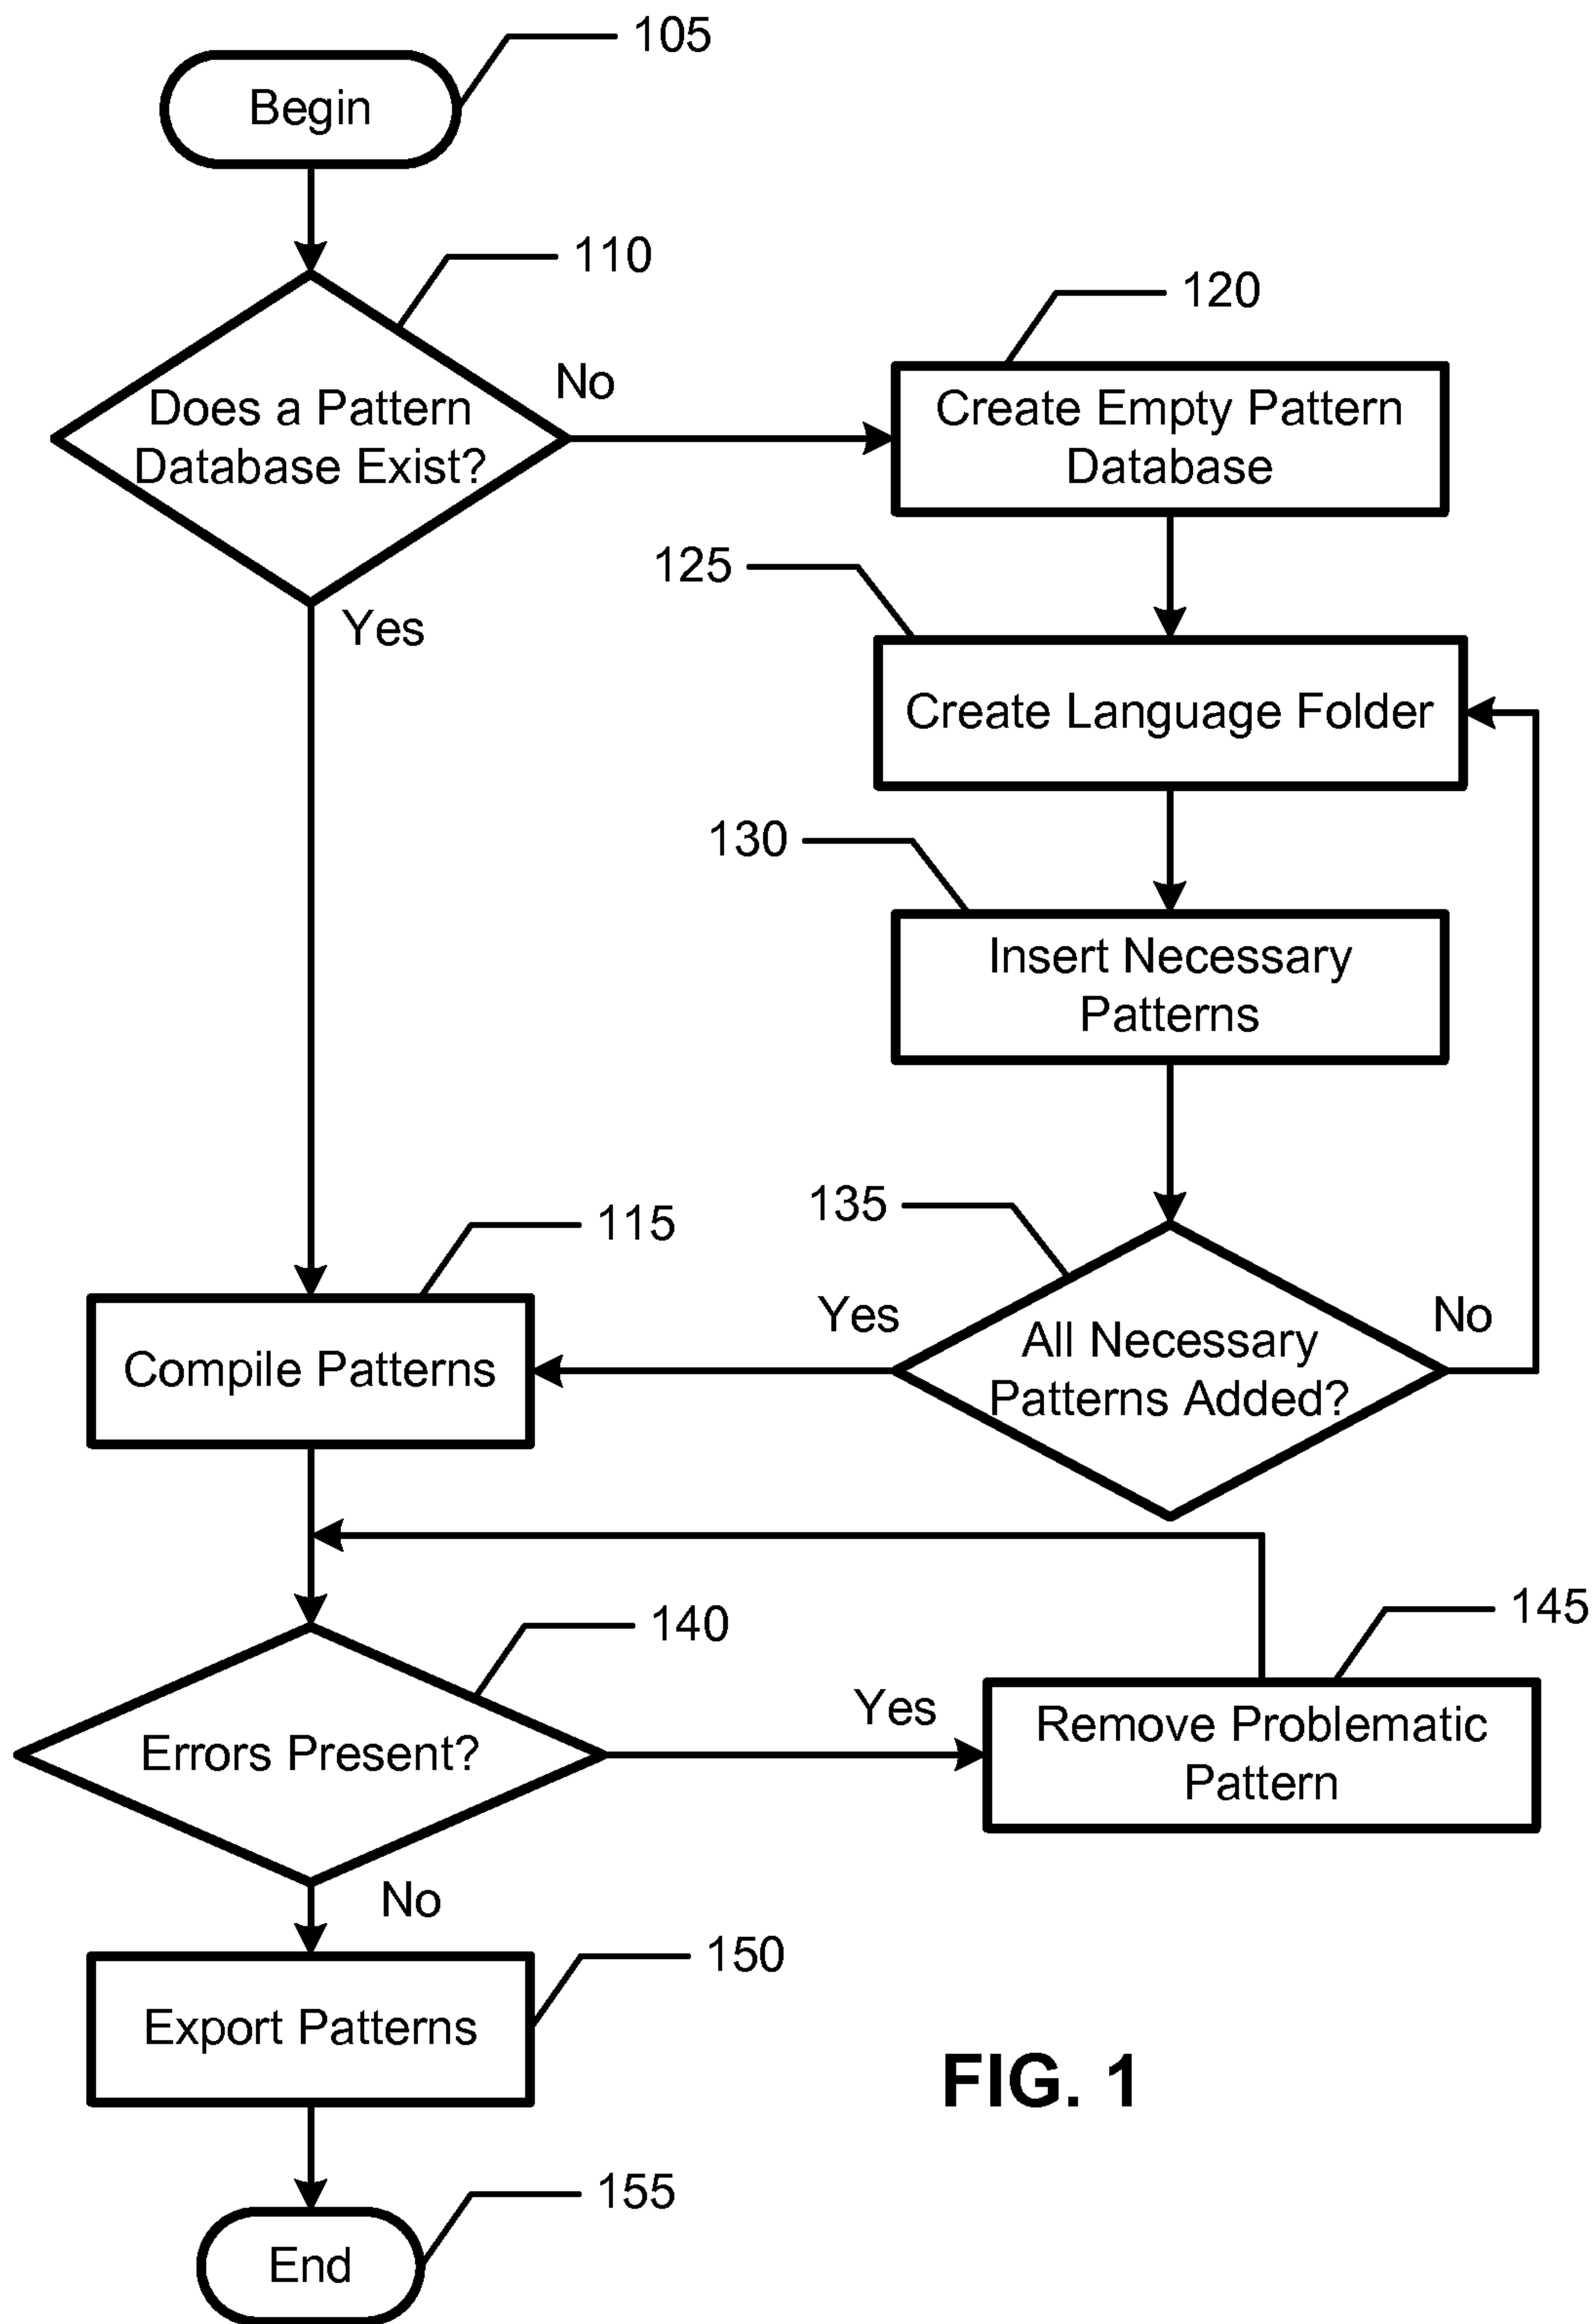 105
Begin
110
Does a Pattern
Database Exist?
No
Yes
120
Create Empty Pattern
Database
125
Create Language Folder
130
Insert Necessary
Patterns
135
All Necessary
Patterns Added?
Yes
No
115
Compile Patterns
140
Errors Present?
Yes
No
145
Remove Problematic
Pattern
150
Export Patterns
155
End
FIG. 1